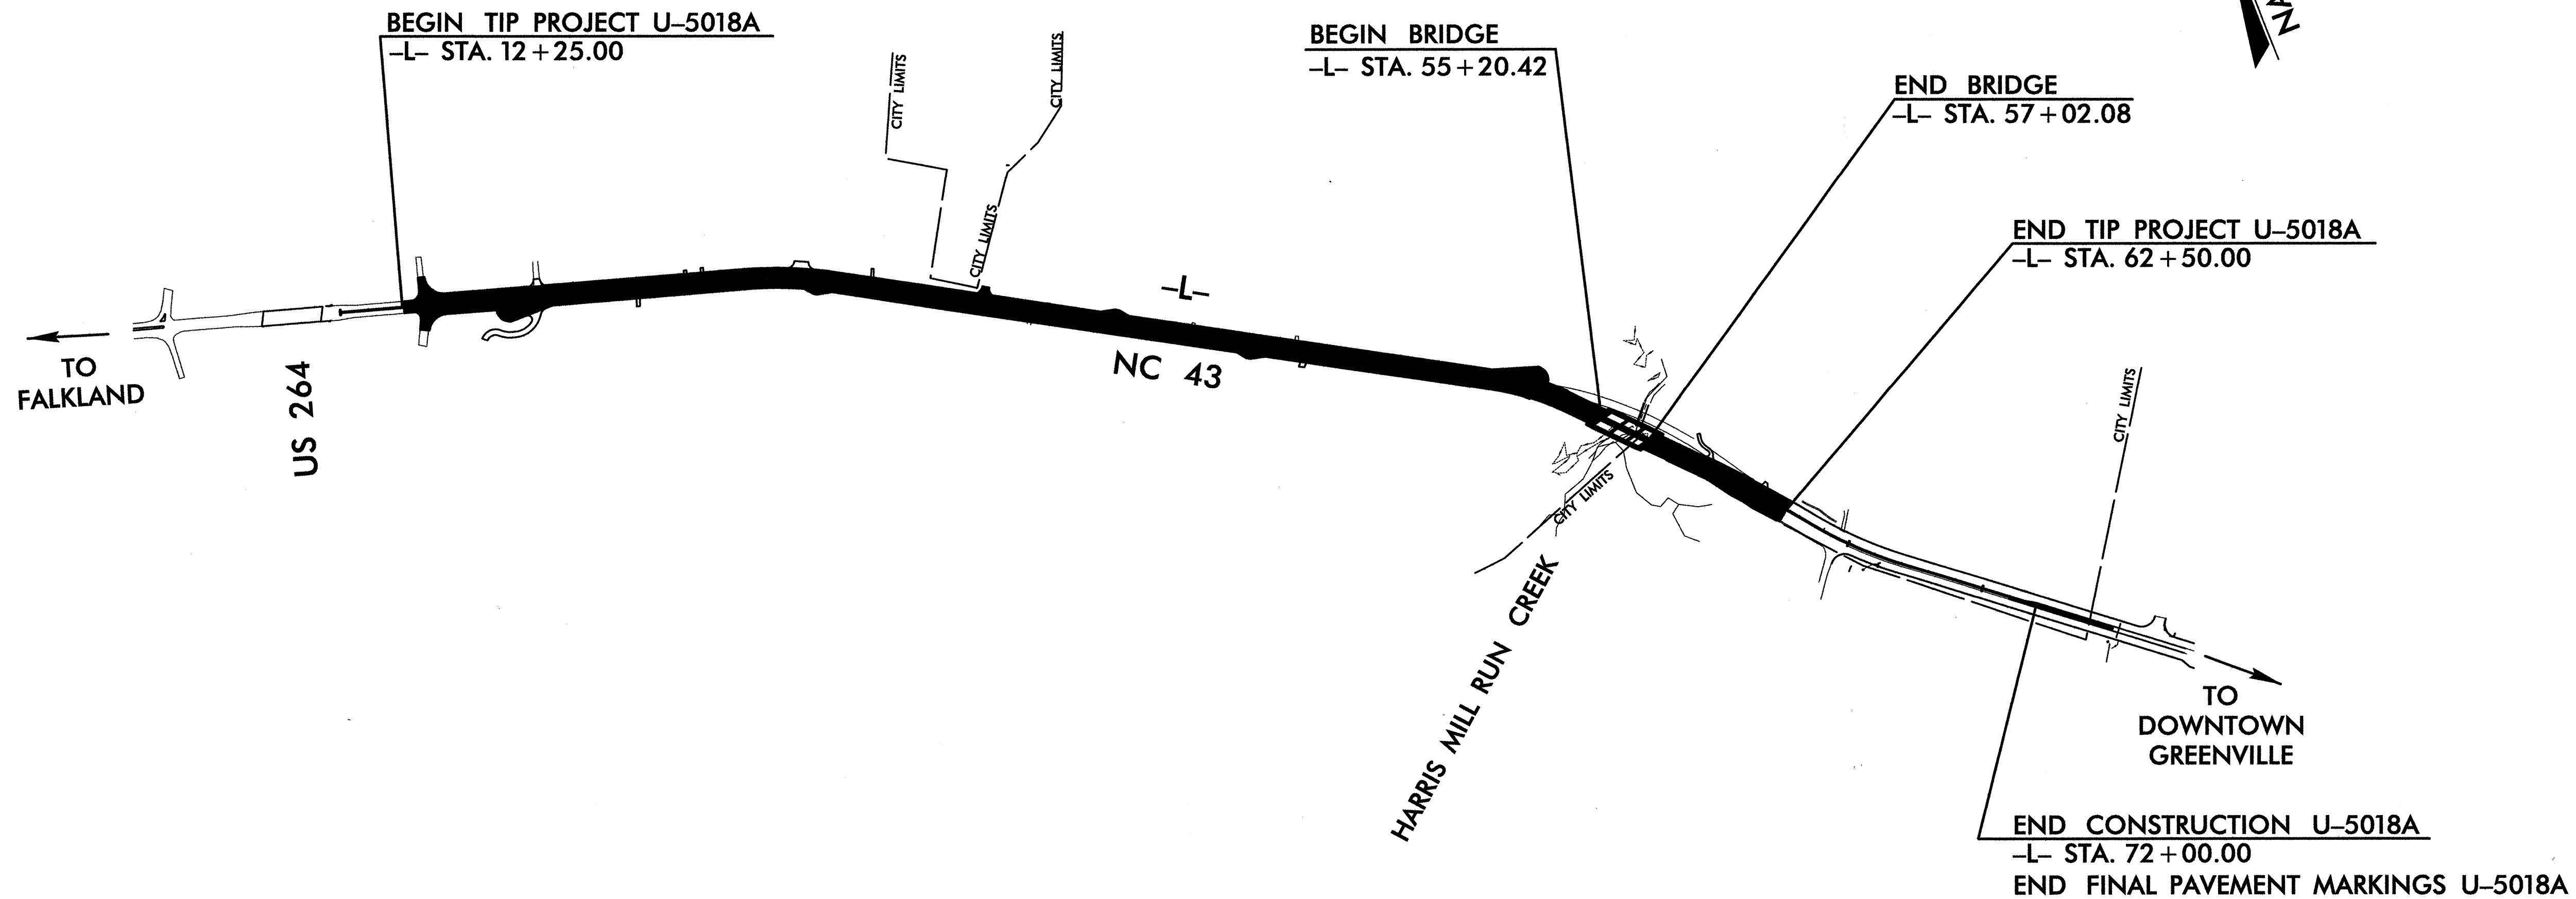 BEGIN TIP PROJECT U-5018A
-L- STA. 12+25.00
BEGIN BRIDGE
-L- STA. 55+20.42
END BRIDGE
-L- STA. 57+02.08
END TIP PROJECT U-5018A
-L- STA. 62+50.00
CITY LIMITS
CITY LIMITS
CITY LIMITS
-L-
NC 43
TO
FALKLAND
US 264
CITY LIMITS
CITY LIMITS
HARRIS MILL RUN CREEK
TO
DOWNTOWN
GREENVILLE
END CONSTRUCTION U-5018A
-L- STA. 72+00.00
END FINAL PAVEMENT MARKINGS U-5018A